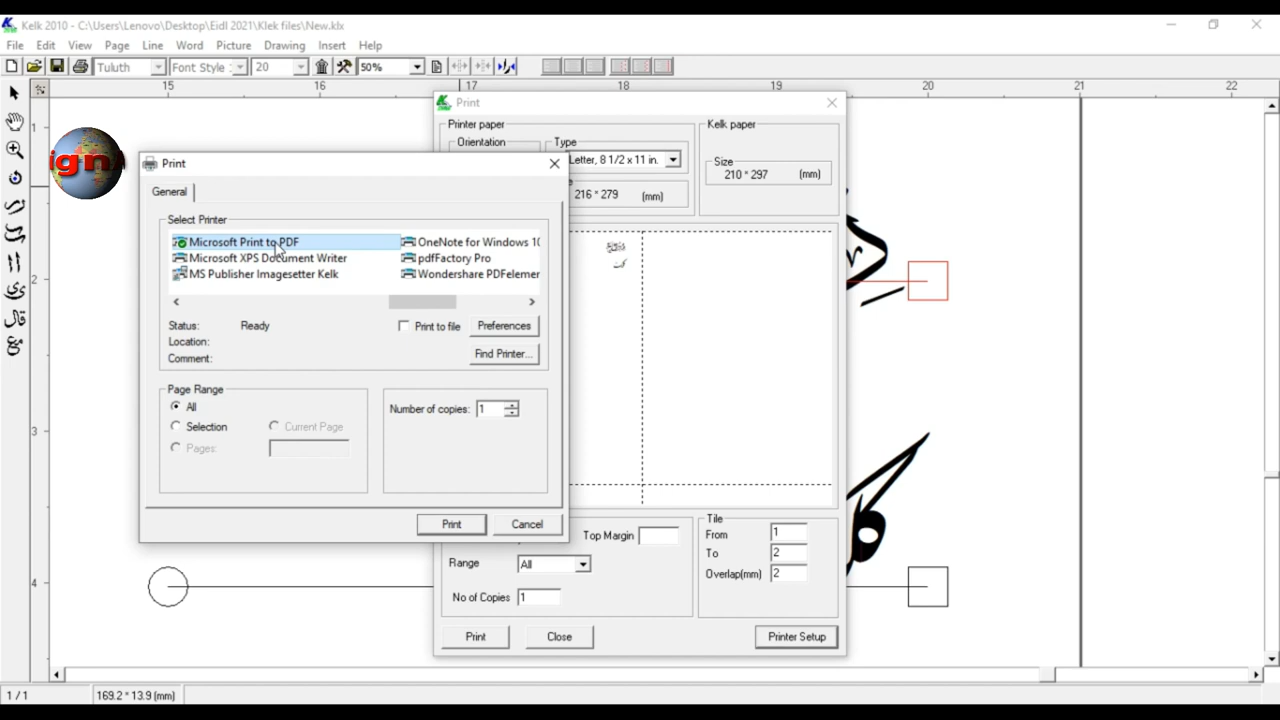 Kelk 2010 - C:\Users\Lenovo\Desktop\Eidl 2021\Klek files\New.klx
File Edit View Page Line Word Picture Drawing Insert Help
Tuluth Font Style : 20 50%
15 16 17 18 19 20 21 22
1
2
3
4
ign
Print
Printer paper
Orientation
Type
Letter, 8 1/2 x 11 in.
216 * 279 (mm)
Kelk paper
Size
210 * 297 (mm)
Top Margin
Range All
No of Copies 1
Tile
From 1
To 2
Overlap(mm) 2
Print Close Printer Setup
Print
General
Select Printer
Microsoft Print to PDF
Microsoft XPS Document Writer
MS Publisher Imagesetter Kelk
OneNote for Windows 10
pdfFactory Pro
Wondershare PDFelemer
Status: Ready
Location:
Comment:
Print to file Preferences
Find Printer...
Page Range
All
Selection Current Page
Pages:
Number of copies: 1
Print Cancel
1 / 1 169.2 * 13.9 (mm)